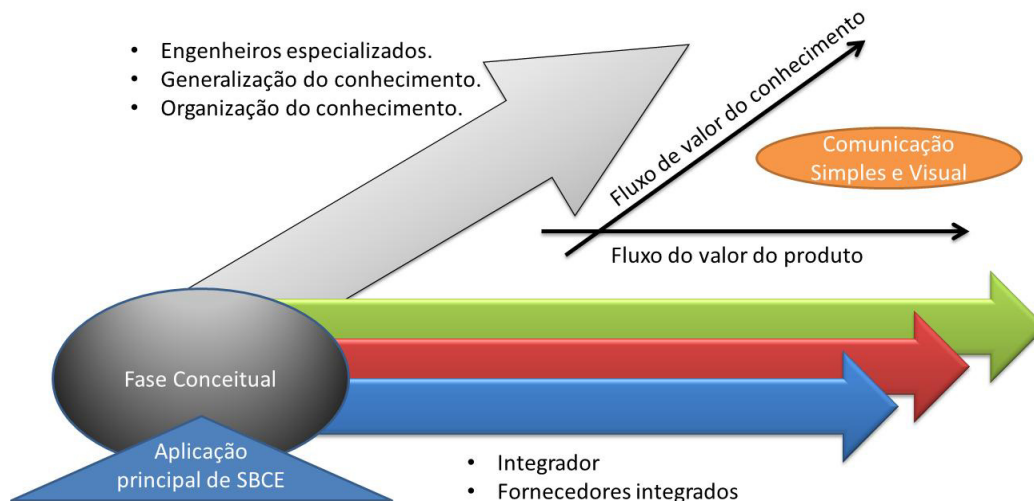 • Engenheiros especializados.
• Generalização do conhecimento.
• Organização do conhecimento.
Fluxo de valor do conhecimento
Comunicação
Simples e Visual
Fluxo do valor do produto
Fase Conceitual
Aplicação
principal de SBCE
• Integrador
• Fornecedores integrados